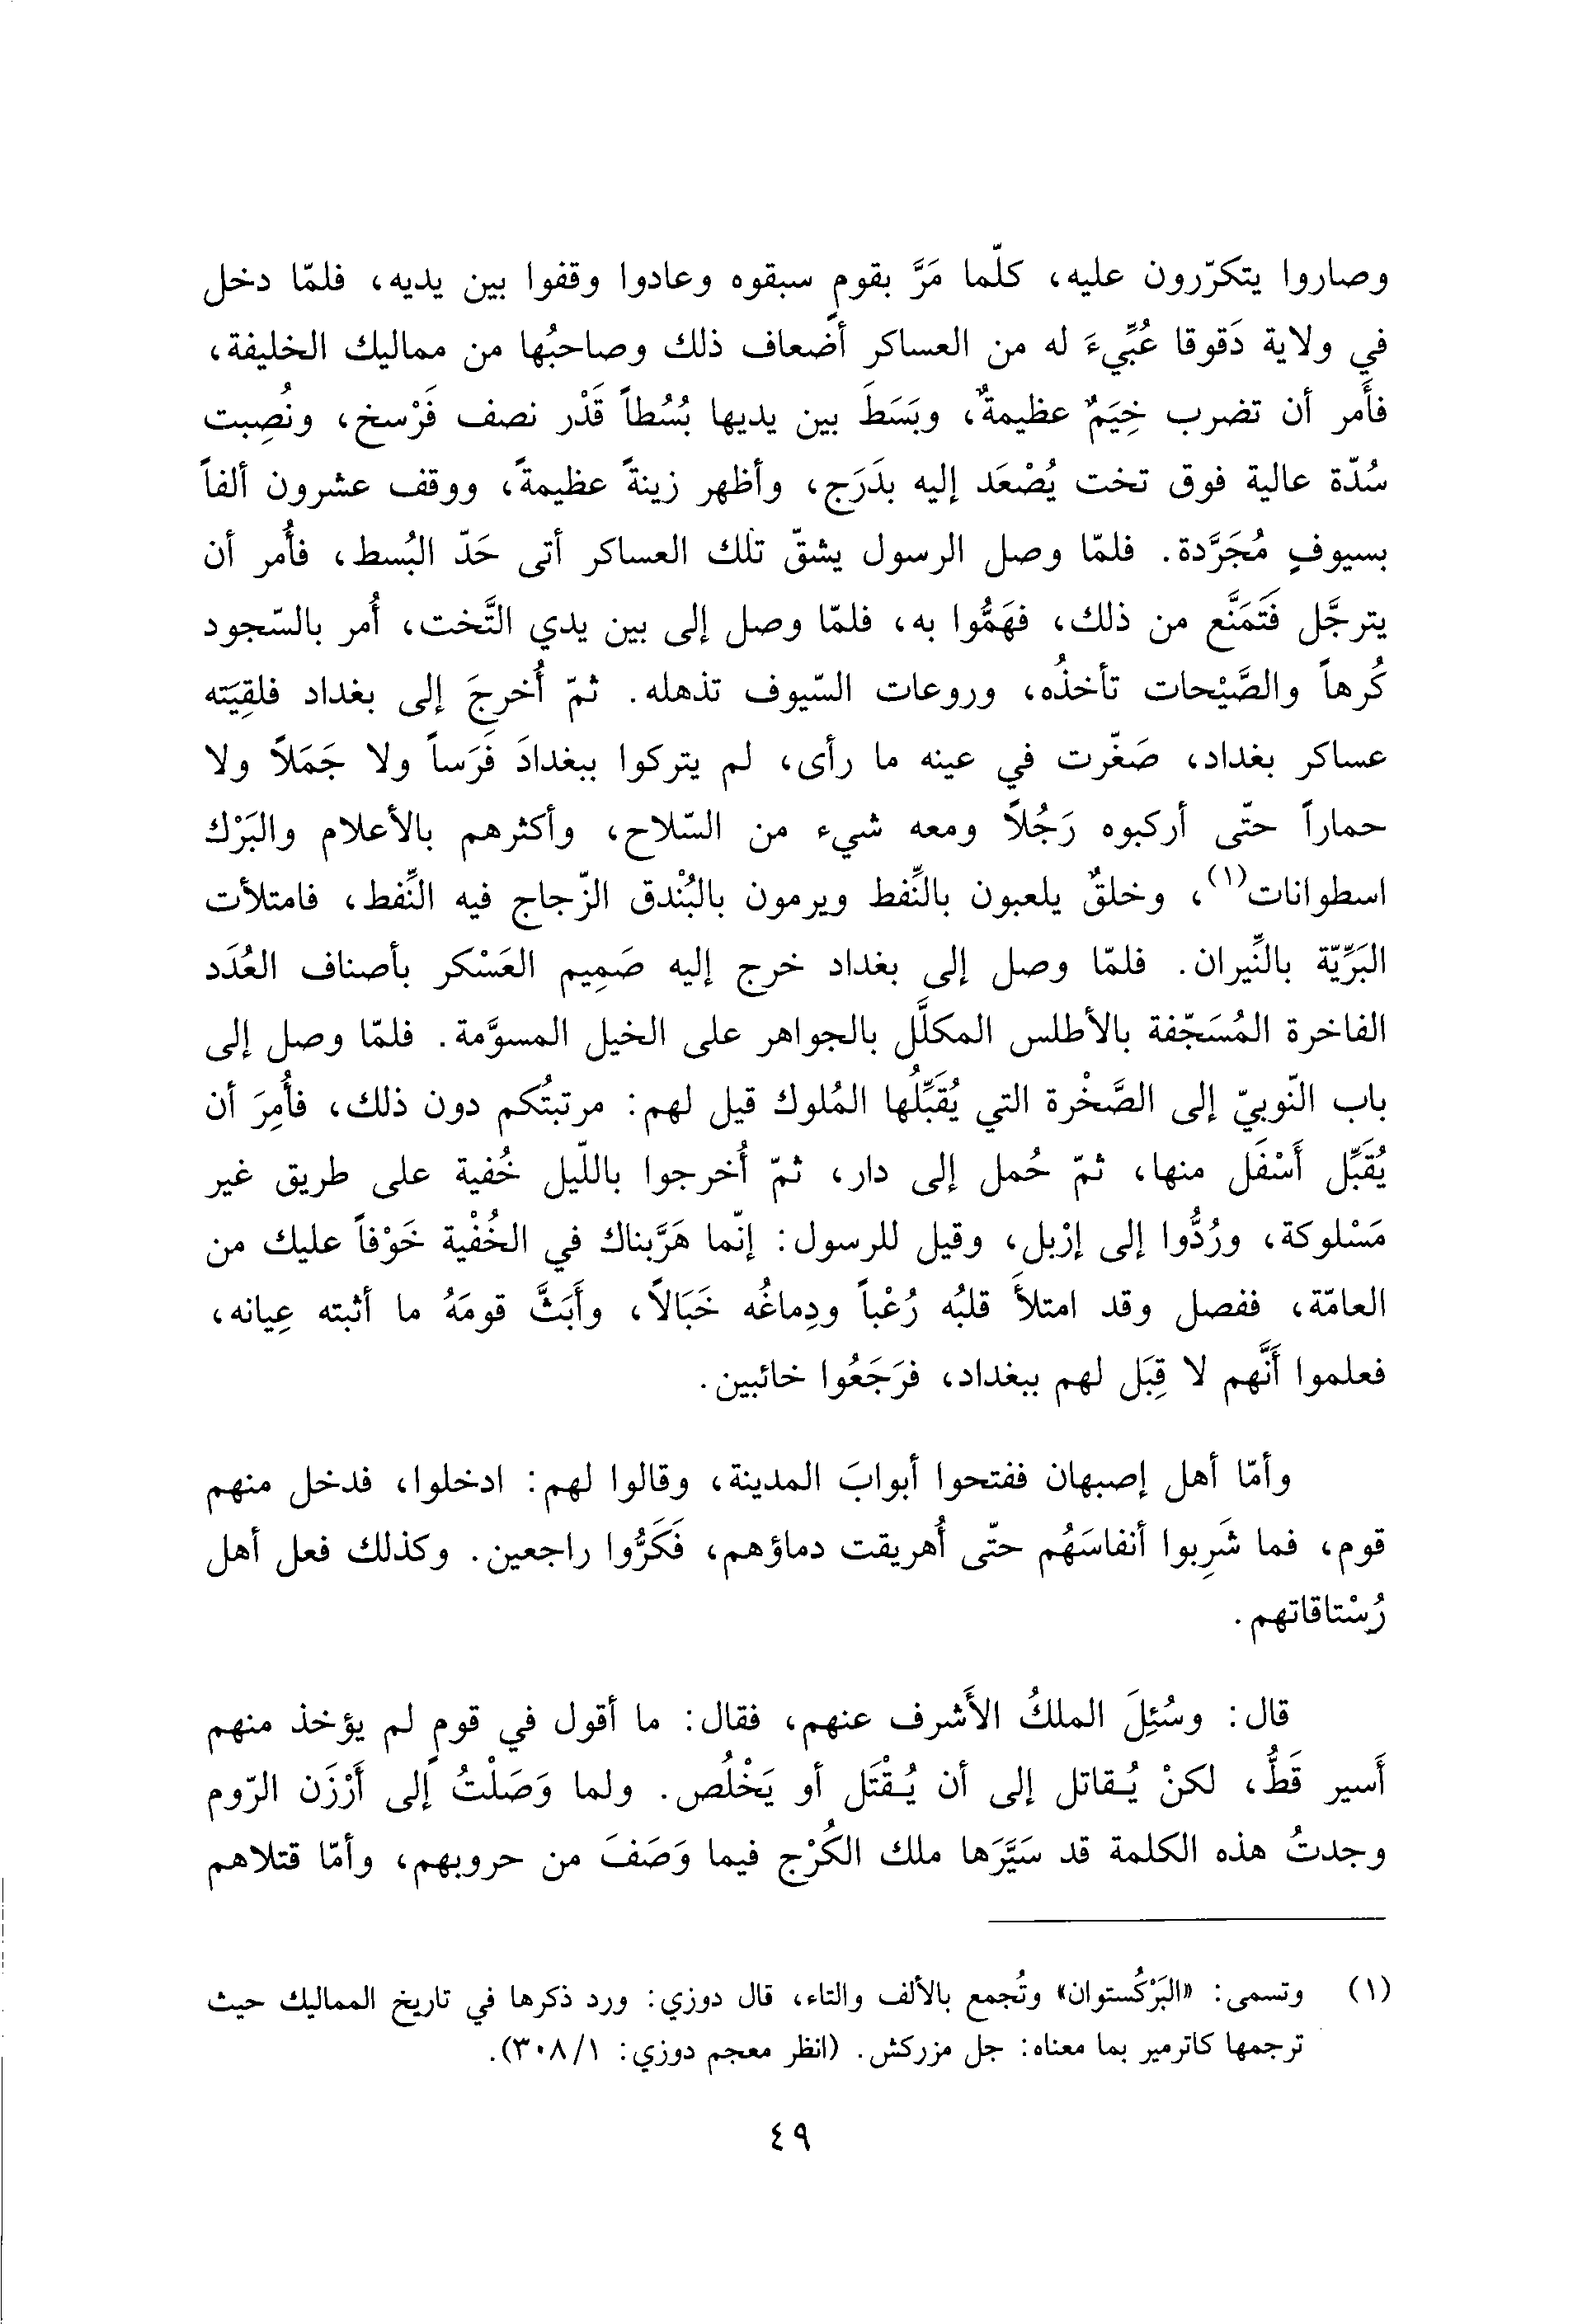 وصاروا يتكرّرون عليه، كلّما مَرَّ بقومٍ سبقوه وعادوا وقفوا بين يديه، فلمّا دخل
في ولاية دَقوقا عُبِّيءَ له من العساكر أضعاف ذلك وصاحبُها من مماليك الخليفة،
فأَمر أن تضرب خِيَمٌ عظيمةٌ، وبَسَطَ بين يديها بُسُطاً قَدْر نصف فَرْسخ، ونُصِبت
سُدّة عالية فوق تخت يُصْعَد إليه بدَرَج، وأظهر زينةً عظيمةً، ووقف عشرون ألفاً
بسيوفٍ مُجَرَّدة. فلمّا وصل الرسول يشقّ تلك العساكر أتى حَدّ البُسط، فأُمر أن
يترجَّل فَتَمَنَّع من ذلك، فهَمُّوا به، فلمّا وصل إلى بين يدي التَّخت، أُمر بالسّجود
كُرهاً والصَّيْحات تأخذُه، وروعات السّيوف تذهله. ثمّ أُخرجَ إلى بغداد فلقِيَته
عساكر بغداد، صَغّرت في عينه ما رأى، لم يتركوا ببغدادَ فَرَساً ولا جَمَلاً ولا
حماراً حتّى أركبوه رَجُلاً ومعه شيء من السّلاح، وأكثرهم بالأعلام والبَرْك
اسطوانات(١)، وخلقٌ يلعبون بالنِّفط ويرمون بالبُنْدق الزّجاج فيه النِّفط، فامتلأت
البَرِّيّة بالنِّيران. فلمّا وصل إلى بغداد خرج إليه صَمِيم العَسْكر بأصناف العُدَد
الفاخرة المُسَجّفة بالأطلس المكلَّل بالجواهر على الخيل المسوَّمة. فلمّا وصل إلى
باب النّوبيّ إلى الصَّخْرة التي يُقَبِّلُها المُلوك قيل لهم: مرتبتُكم دون ذلك، فأُمِرَ أن
يُقَبِّل أَسْفَل منها، ثمّ حُمل إلى دار، ثمّ أُخرجوا باللّيل خُفية على طريق غير
مَسْلوكة، ورُدُّوا إلى إرْبل، وقيل للرسول: إنّما هَرَّبناك في الخُفْية خَوْفاً عليك من
العامّة، ففصل وقد امتلأَ قلبُه رُعْباً ودِماغُه خَبَالاً، وأَبَثَّ قومَهُ ما أثبته عِيانه،
فعلموا أَنَّهم لا قِبَل لهم ببغداد، فرَجَعُوا خائبين.
وأمّا أهل إصبهان ففتحوا أبوابَ المدينة، وقالوا لهم: ادخلوا، فدخل منهم
قوم، فما شَرِبوا أنفاسَهُم حتّى أُهريقت دماؤهم، فَكَرُّوا راجعين. وكذلك فعل أهل
رُسْتاقاتهم.
قال: وسُئِلَ الملكُ الأَشرف عنهم، فقال: ما أقول في قومٍ لم يؤخذ منهم
أَسير قَطُّ، لكنْ يُـقاتل إلى أن يُـقْتَل أو يَخْلُص. ولما وَصَلْتُ إلى أَرْزَن الرّوم
وجدتُ هذه الكلمة قد سَيَّرَها ملك الكُرْج فيما وَصَفَ من حروبهم، وأمّا قتلاهم
(١) وتسمى: «البَرْكُستوان» وتُجمع بالألف والتاء، قال دوزي: ورد ذكرها في تاريخ المماليك حيث
ترجمها كاترمير بما معناه: جل مزركش. (انظر معجم دوزي: ٣٠٨/١).
٤٩